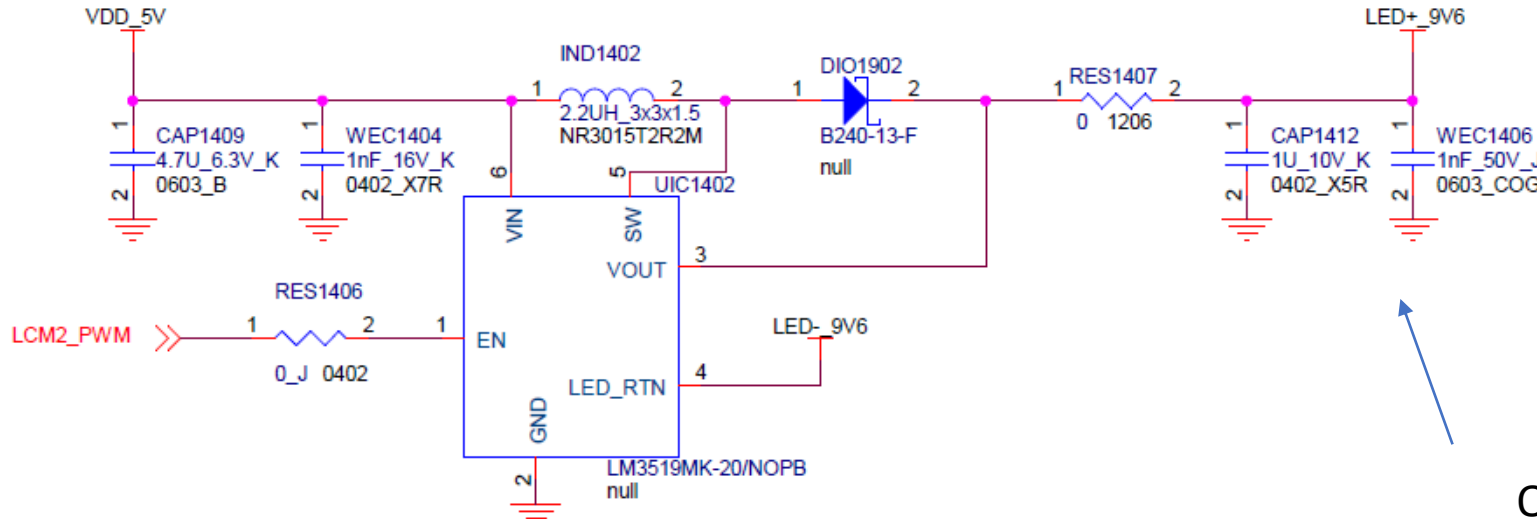 VDD_5V
LED+_9V6
IND1402
1 2
2.2UH_3x3x1.5
NR3015T2R2M
DIO1902
1 2
B240-13-F
null
RES1407
1 2
0 1206
1
CAP1409
4.7U_6.3V_K
0603_B
2
1
WEC1404
1nF_16V_K
0402_X7R
2
1
CAP1412
1U_10V_K
0402_X5R
2
1
WEC1406
1nF_50V_J
0603_COG
2
6
5
UIC1402
VIN
SW
VOUT
3
RES1406
LCM2_PWM
1 2
0_J 0402
1
EN
LED-_9V6
LED_RTN
4
GND
2
LM3519MK-20/NOPB
null